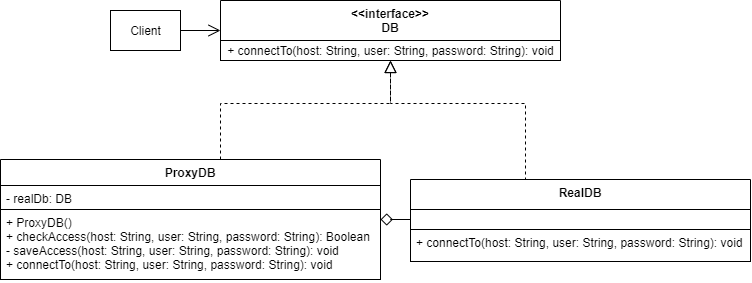 Client
<<interface>>
DB
+ connectTo(host: String, user: String, password: String): void
ProxyDB
- realDb: DB
+ ProxyDB()
+ checkAccess(host: String, user: String, password: String): Boolean
- saveAccess(host: String, user: String, password: String): void
+ connectTo(host: String, user: String, password: String): void
RealDB
+ connectTo(host: String, user: String, password: String): void